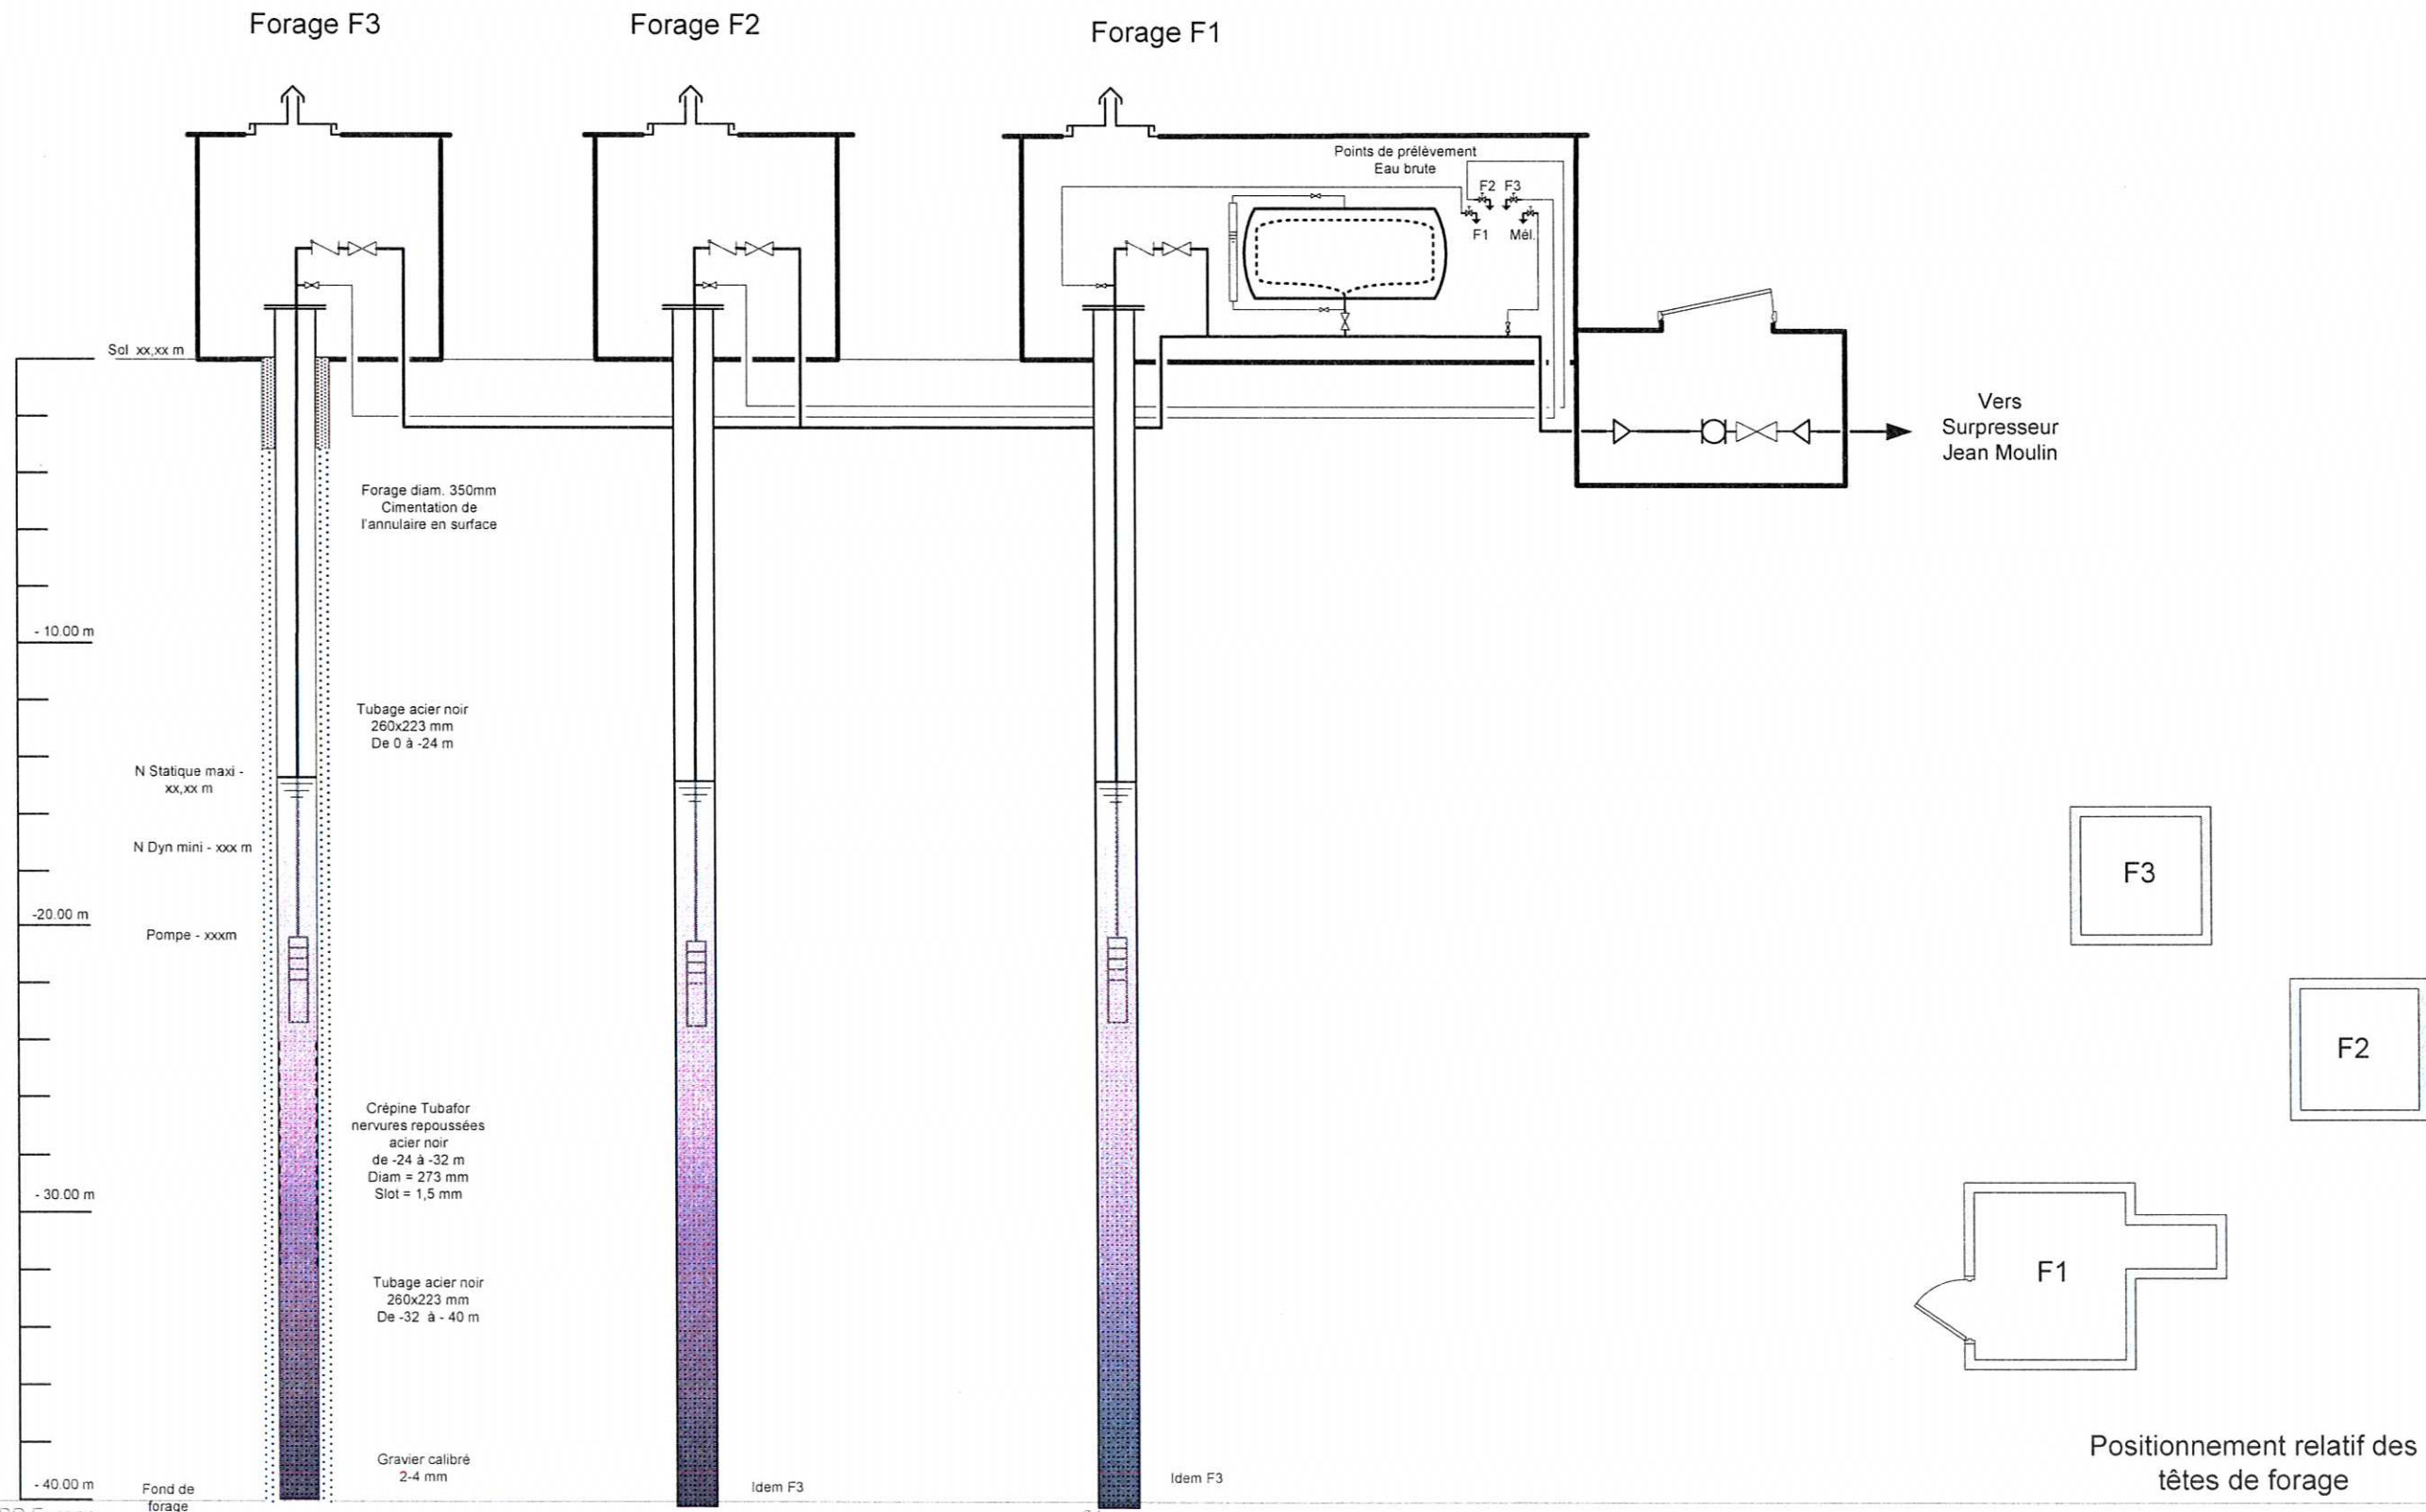 Forage F3
Forage F2
Forage F1
Points de prélèvement
Eau brute
F2 F3
F1 Mél.
Sol xx,xx m
Vers
Surpresseur
Jean Moulin
Forage diam. 350mm
Cimentation de
l'annulaire en surface
- 10.00 m
Tubage acier noir
260x223 mm
De 0 à -24 m
N Statique maxi -
xx,xx m
N Dyn mini - xxx m
-20.00 m
Pompe - xxxm
F3
F2
Crépine Tubafor
nervures repoussées
acier noir
de -24 à -32 m
Diam = 273 mm
Slot = 1,5 mm
- 30.00 m
F1
Tubage acier noir
260x223 mm
De -32 à - 40 m
Gravier calibré
2-4 mm
- 40.00 m
Fond de
forage
Idem F3
Idem F3
Positionnement relatif des
têtes de forage